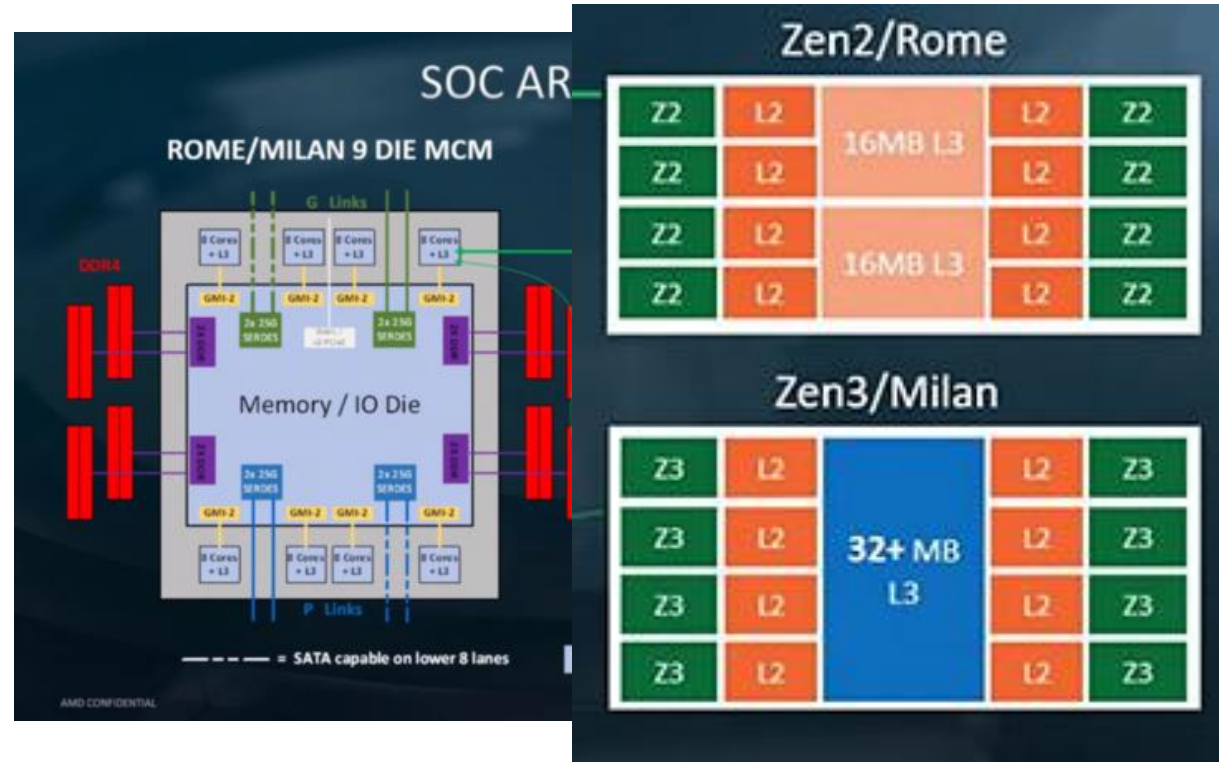 SOC AR
ROME/MILAN 9 DIE MCM
G Links
8 Cores + L3
8 Cores + L3
8 Cores + L3
8 Cores + L3
DDR4
GMI-2
GMI-2
GMI-2
GMI-2
2x 25G SERDES
2x 25G SERDES
Memory / IO Die
2x 25G SERDES
2x 25G SERDES
GMI-2
GMI-2
GMI-2
GMI-2
8 Cores + L3
8 Cores + L3
8 Cores + L3
8 Cores + L3
P Links
= SATA capable on lower 8 lanes
AMD CONFIDENTIAL
Zen2/Rome
Z2 L2 16MB L3 L2 Z2
Z2 L2 L2 Z2
Z2 L2 16MB L3 L2 Z2
Z2 L2 L2 Z2
Zen3/Milan
Z3 L2 L2 Z3
Z3 L2 32+ MB L2 Z3
Z3 L2 L3 L2 Z3
Z3 L2 L2 Z3